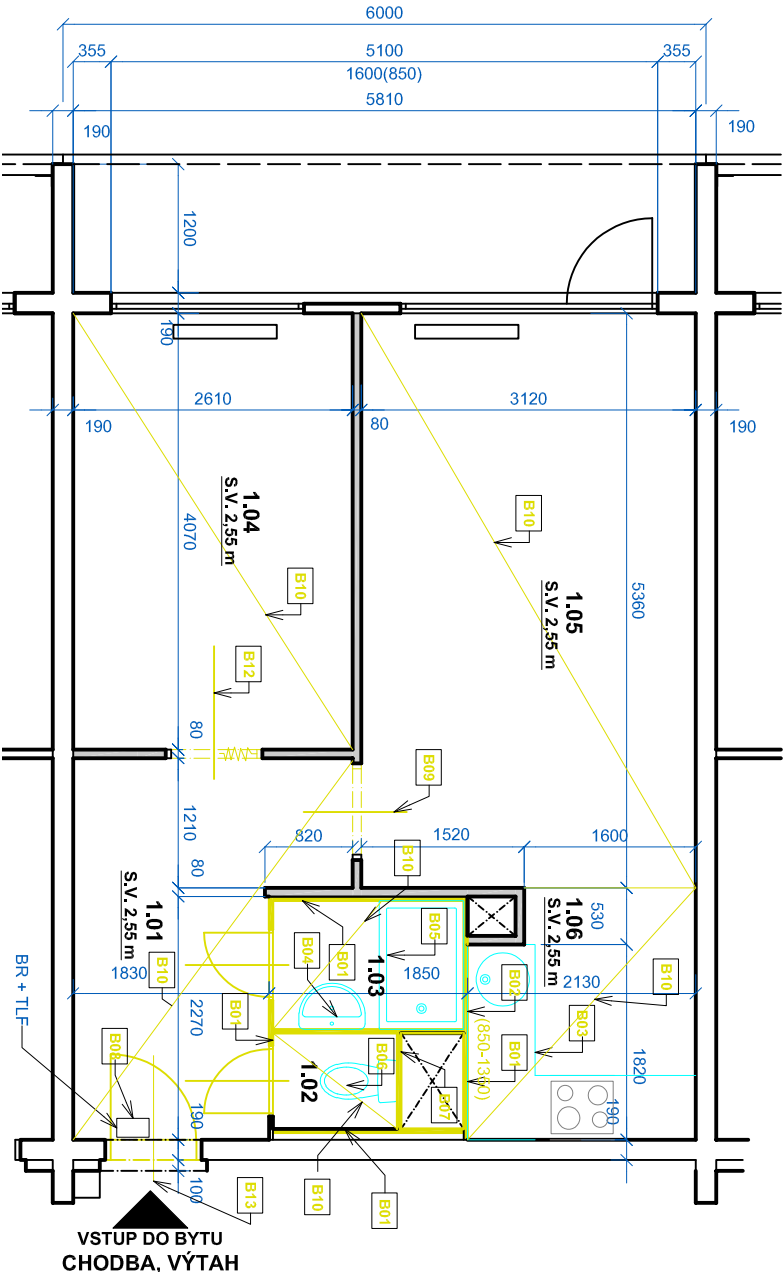 6000
355
5100
355
1600(850)
5810
190
190
1200
190
2610
3120
190
80
190
B10
1.04
S.V. 2,55 m
4070
B10
5360
1.05
S.V. 2,55 m
B12
80
B09
1210
820
1520
1600
80
B10
1.01
S.V. 2,55 m
530
1.06
S.V. 2,55 m
B05
B04
B01
1.03
1850
B02
2130
B10
1830
B10
BR + TLF
2270
B01
(850-1300)
B03
B01
1820
B08
B06
B07
1.02
190
190
100
B13
B10
B01
VSTUP DO BYTU
CHODBA, VÝTAH